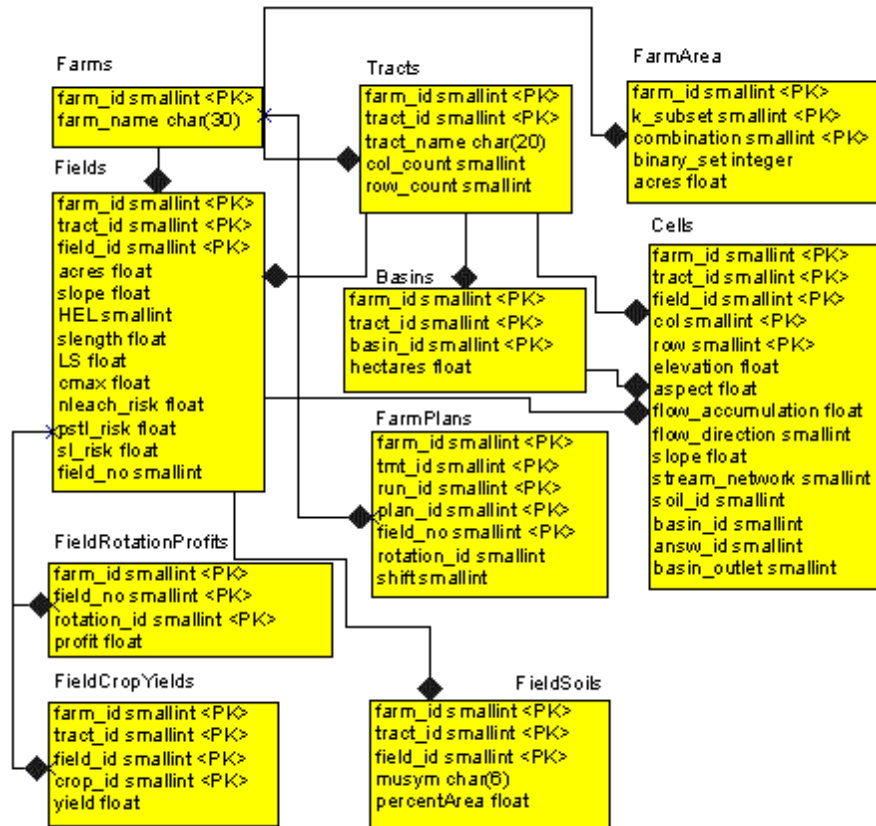 Farms
farm_id smallint <PK>
farm_name char(30)
Tracts
farm_id smallint <PK>
tract_id smallint <PK>
tract_name char(20)
col_count smallint
row_count smallint
FarmArea
farm_id smallint <PK>
k_subset smallint <PK>
combination smallint <PK>
binary_set integer
acres float
Fields
farm_id smallint <PK>
tract_id smallint <PK>
field_id smallint <PK>
acres float
slope float
HEL smallint
slength float
LS float
cmax float
nleach_risk float
pstl_risk float
sl_risk float
field_no smallint
Basins
farm_id smallint <PK>
tract_id smallint <PK>
basin_id smallint <PK>
hectares float
Cells
farm_id smallint <PK>
tract_id smallint <PK>
field_id smallint <PK>
col smallint <PK>
row smallint <PK>
elevation float
aspect float
flow_accumulation float
flow_direction smallint
slope float
stream_network smallint
soil_id smallint
basin_id smallint
answ_id smallint
basin_outlet smallint
FarmPlans
farm_id smallint <PK>
tmt_id smallint <PK>
run_id smallint <PK>
plan_id smallint <PK>
field_no smallint <PK>
rotation_id smallint
shift smallint
FieldRotationProfits
farm_id smallint <PK>
field_no smallint <PK>
rotation_id smallint <PK>
profit float
FieldCropYields
farm_id smallint <PK>
tract_id smallint <PK>
field_id smallint <PK>
crop_id smallint <PK>
yield float
FieldSoils
farm_id smallint <PK>
tract_id smallint <PK>
field_id smallint <PK>
musym char(6)
percentArea float